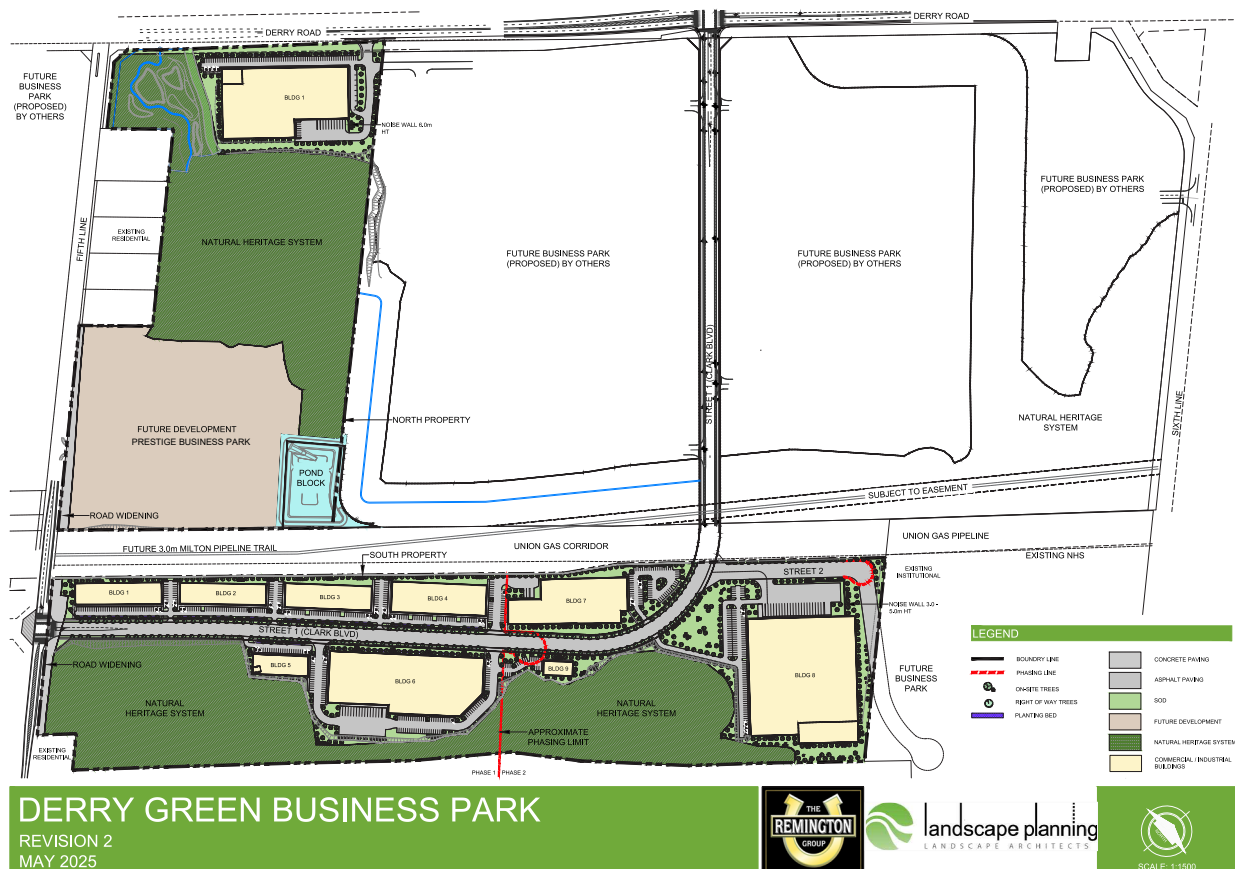 DERRY ROAD
DERRY ROAD
FUTURE
BUSINESS
PARK
(PROPOSED)
BY OTHERS
BLDG 1
NOISE WALL 6.0m
HT
FUTURE BUSINESS PARK
(PROPOSED) BY OTHERS
EXISTING
RESIDENTIAL
FIFTH LINE
NATURAL HERITAGE SYSTEM
FUTURE BUSINESS PARK
(PROPOSED) BY OTHERS
FUTURE BUSINESS PARK
(PROPOSED) BY OTHERS
STREET 1 (CLARK BLVD)
NATURAL HERITAGE
SYSTEM
SIXTH LINE
NORTH PROPERTY
FUTURE DEVELOPMENT
PRESTIGE BUSINESS PARK
POND
BLOCK
SUBJECT TO EASEMENT
ROAD WIDENING
FUTURE 3.0m MILTON PIPELINE TRAIL
SOUTH PROPERTY
UNION GAS CORRIDOR
UNION GAS PIPELINE
EXISTING NHS
STREET 2
EXISTING
INSTITUTIONAL
BLDG 1
BLDG 2
BLDG 3
BLDG 4
BLDG 7
NOISE WALL 3.0 -
5.0m HT
STREET 1 (CLARK BLVD)
ROAD WIDENING
BLDG 5
BLDG 6
BLDG 9
BLDG 8
FUTURE
BUSINESS
PARK
NATURAL
HERITAGE SYSTEM
NATURAL
HERITAGE SYSTEM
APPROXIMATE
PHASING LIMIT
EXISTING
RESIDENTIAL
PHASE 1
PHASE 2
LEGEND
BOUNDRY LINE
PHASING LINE
ON-SITE TREES
RIGHT OF WAY TREES
PLANTING BED
CONCRETE PAVING
ASPHALT PAVING
SOD
FUTURE DEVELOPMENT
NATURAL HERITAGE SYSTEM
COMMERCIAL / INDUSTRIAL
BUILDINGS
DERRY GREEN BUSINESS PARK
REVISION 2
MAY 2025
THE
REMINGTON
GROUP
landscape planning
LANDSCAPE ARCHITECTS
SCALE: 1:1500